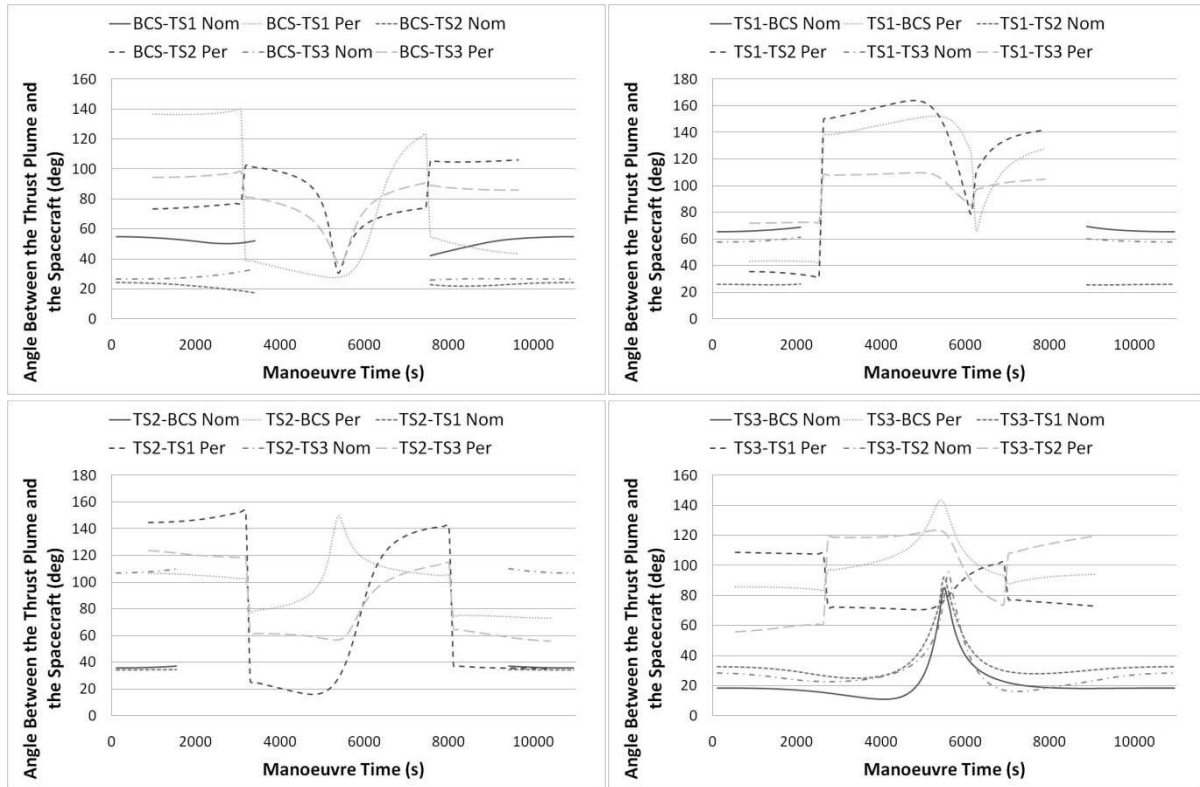 BCS-TS1 Nom BCS-TS1 Per BCS-TS2 Nom
BCS-TS2 Per BCS-TS3 Nom BCS-TS3 Per
Angle Between the Thrust Plume and
the Spacecraft (deg)
160
140
120
100
80
60
40
20
0
0 2000 4000 6000 8000 10000
Manoeuvre Time (s)
TS1-BCS Nom TS1-BCS Per TS1-TS2 Nom
TS1-TS2 Per TS1-TS3 Nom TS1-TS3 Per
Angle Between the Thrust Plume and
the Spacecraft (deg)
180
160
140
120
100
80
60
40
20
0
0 2000 4000 6000 8000 10000
Manoeuvre Time (s)
TS2-BCS Nom TS2-BCS Per TS2-TS1 Nom
TS2-TS1 Per TS2-TS3 Nom TS2-TS3 Per
Angle Between the Thrust Plume and
the Spacecraft (deg)
180
160
140
120
100
80
60
40
20
0
0 2000 4000 6000 8000 10000
Manoeuvre Time (s)
TS3-BCS Nom TS3-BCS Per TS3-TS1 Nom
TS3-TS1 Per TS3-TS2 Nom TS3-TS2 Per
Angle Between the Thrust Plume and
the Spacecraft (deg)
160
140
120
100
80
60
40
20
0
0 2000 4000 6000 8000 10000
Manoeuvre Time (s)